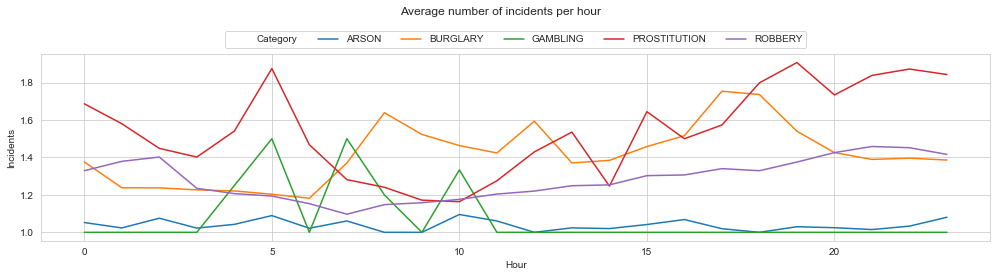 Average number of incidents per hour
Category ARSON BURGLARY GAMBLING PROSTITUTION ROBBERY
1.8
1.6
1.4
1.2
1.0
Incidents
0 5 10 15 20
Hour